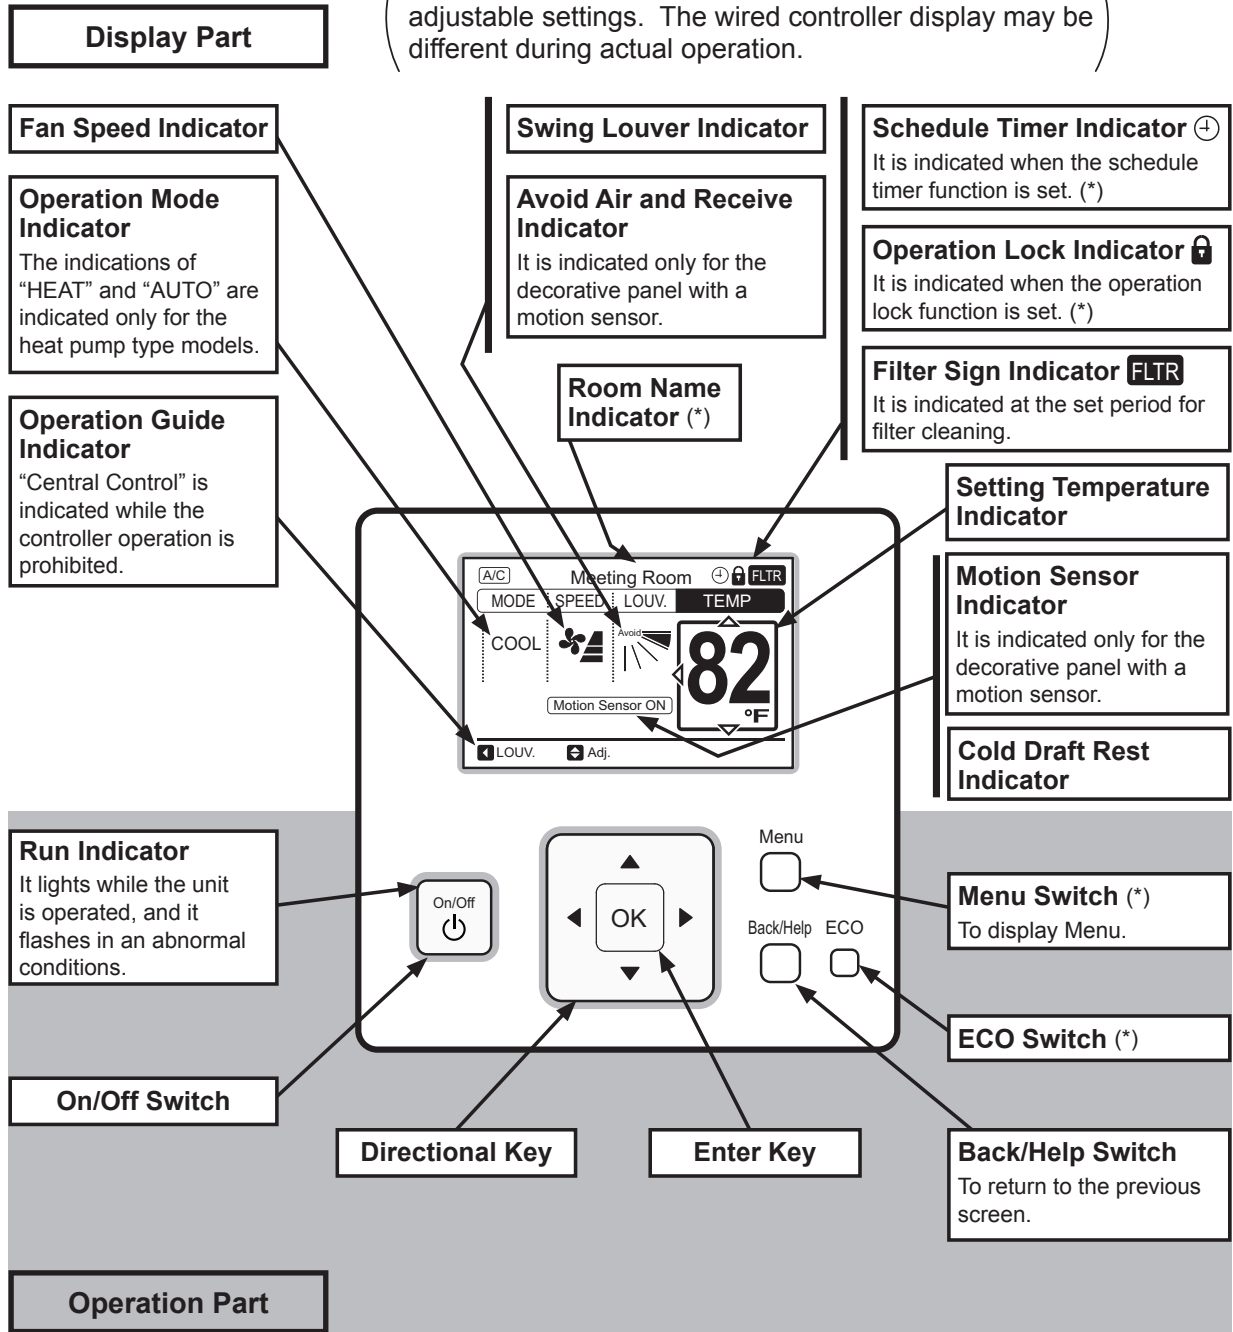 adjustable settings. The wired controller display may be
different during actual operation.
Display Part
Fan Speed Indicator
Operation Mode
Indicator
The indications of
“HEAT” and “AUTO” are
indicated only for the
heat pump type models.
Operation Guide
Indicator
“Central Control” is
indicated while the
controller operation is
prohibited.
Swing Louver Indicator
Avoid Air and Receive
Indicator
It is indicated only for the
decorative panel with a
motion sensor.
Room Name
Indicator (*)
Schedule Timer Indicator
It is indicated when the schedule
timer function is set. (*)
Operation Lock Indicator
It is indicated when the operation
lock function is set. (*)
Filter Sign Indicator FLTR
It is indicated at the set period for
filter cleaning.
Setting Temperature
Indicator
Motion Sensor
Indicator
It is indicated only for the
decorative panel with a
motion sensor.
Cold Draft Rest
Indicator
A/C Meeting Room FLTR
MODE SPEED LOUV. TEMP
COOL Avoid 82 °F
Motion Sensor ON
LOUV. Adj.
Run Indicator
It lights while the unit
is operated, and it
flashes in an abnormal
conditions.
On/Off
OK
Menu
Back/Help ECO
Menu Switch (*)
To display Menu.
ECO Switch (*)
On/Off Switch
Directional Key
Enter Key
Back/Help Switch
To return to the previous
screen.
Operation Part